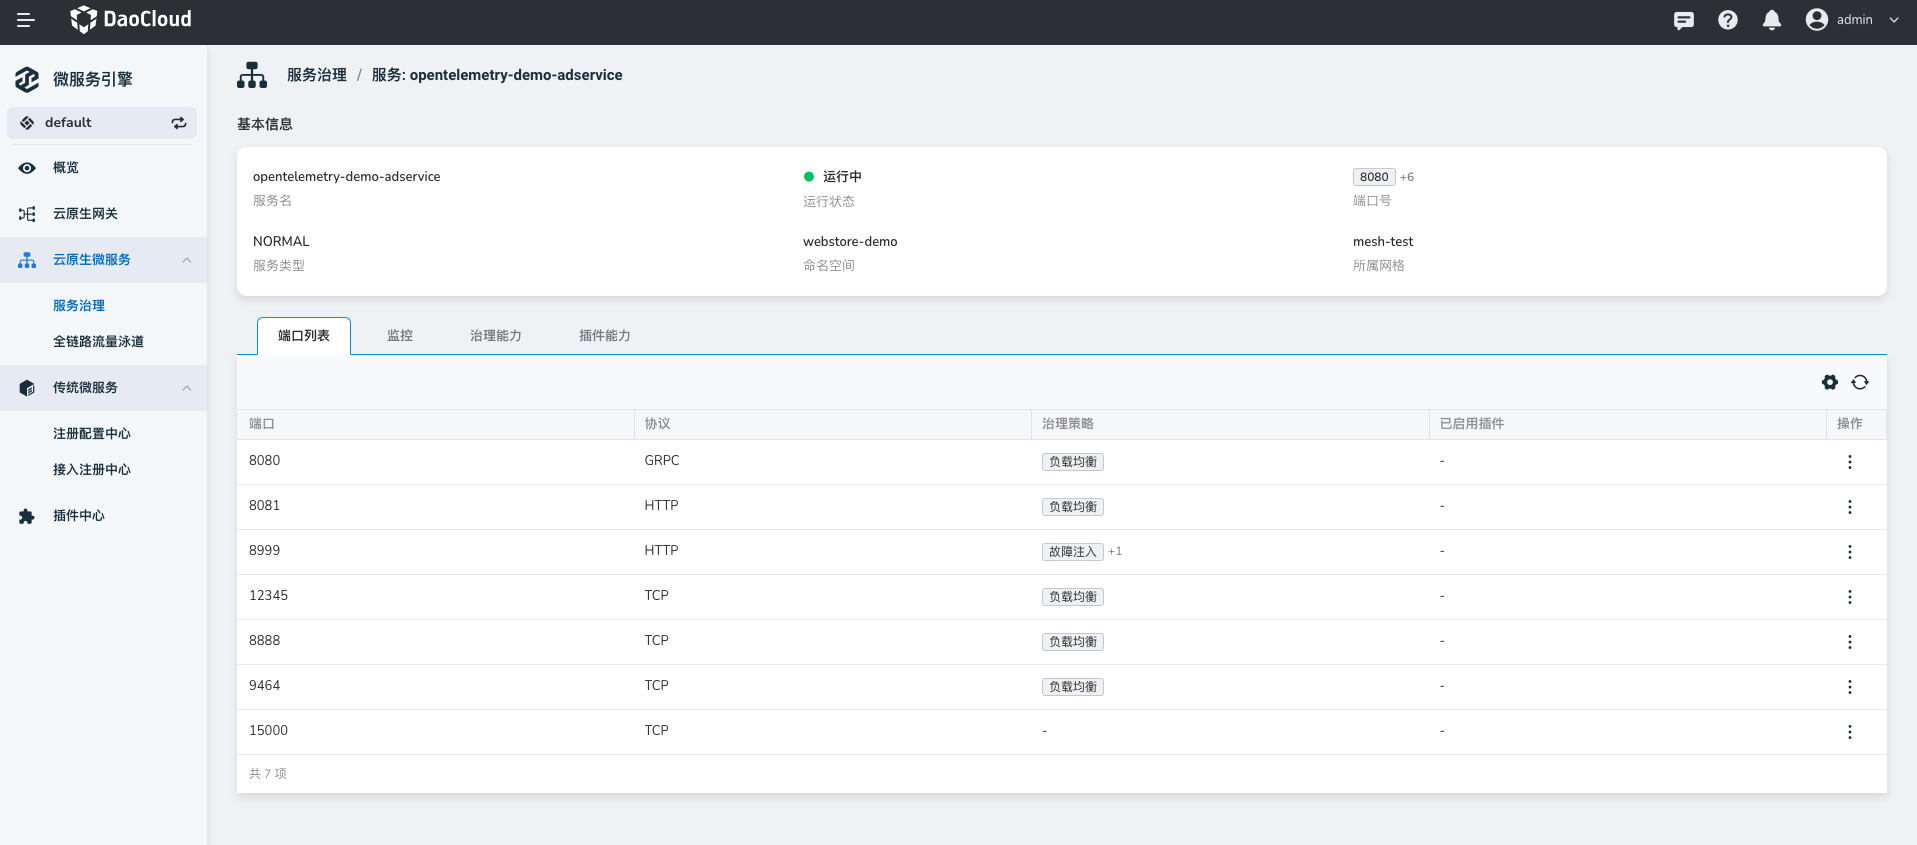 DaoCloud
admin
微服务引擎
default
概览
云原生网关
云原生微服务
服务治理
全链路流量泳道
传统微服务
注册配置中心
接入注册中心
插件中心
服务治理 / 服务: opentelemetry-demo-adservice
基本信息
opentelemetry-demo-adservice
服务名
运行中
运行状态
8080 +6
端口号
NORMAL
服务类型
webstore-demo
命名空间
mesh-test
所属网格
端口列表 监控 治理能力 插件能力
端口 协议 治理策略 已启用插件 操作
8080 GRPC 负载均衡 -
8081 HTTP 负载均衡 -
8999 HTTP 故障注入 +1 -
12345 TCP 负载均衡 -
8888 TCP 负载均衡 -
9464 TCP 负载均衡 -
15000 TCP - -
共 7 项